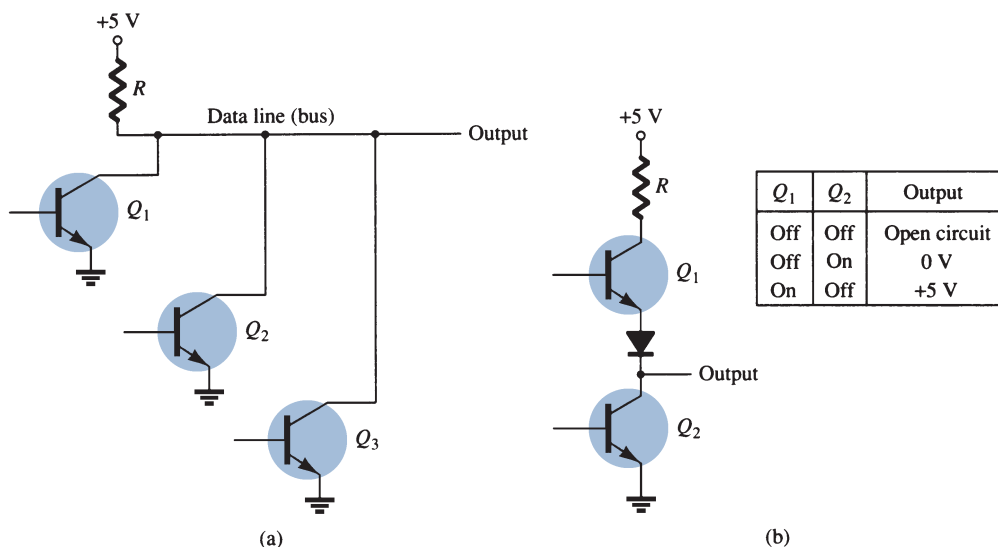 +5 V
R
Data line (bus)
Output
Q1
Q2
Q3
(a)
+5 V
R
Q1
Output
Q2
(b)
Q1 Q2 Output
Off Off Open circuit
Off On 0 V
On Off +5 V